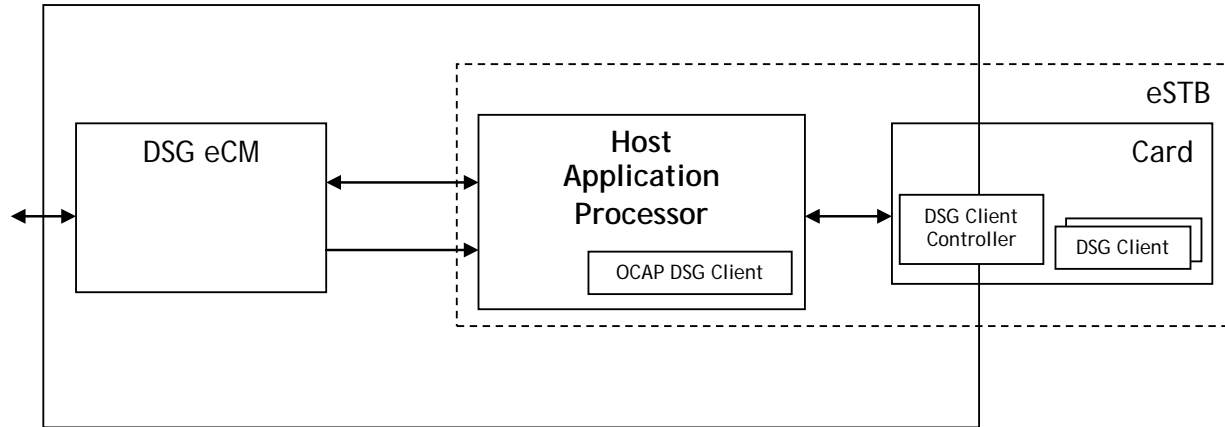 eSTB
DSG eCM
Host
Application
Processor
Card
DSG Client
Controller
DSG Client
OCAP DSG Client